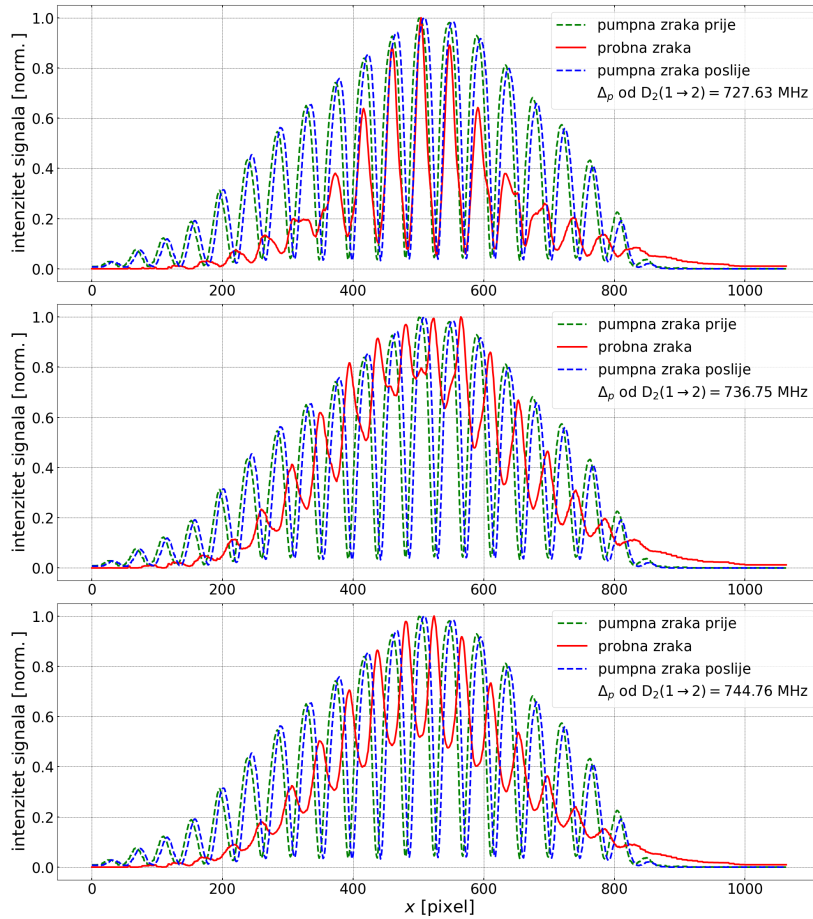 intenzitet signala [norm. ]
1.0
0.8
0.6
0.4
0.2
0.0
pumpna zraka prije
probna zraka
pumpna zraka poslije
Δp od D2(1→2) = 727.63 MHz
0 200 400 600 800 1000
intenzitet signala [norm. ]
1.0
0.8
0.6
0.4
0.2
0.0
pumpna zraka prije
probna zraka
pumpna zraka poslije
Δp od D2(1→2) = 736.75 MHz
0 200 400 600 800 1000
intenzitet signala [norm. ]
1.0
0.8
0.6
0.4
0.2
0.0
pumpna zraka prije
probna zraka
pumpna zraka poslije
Δp od D2(1→2) = 744.76 MHz
0 200 400 600 800 1000
x [pixel]